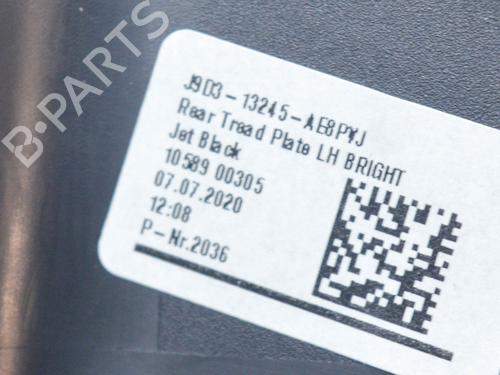 B-PARTS
J9D3-13245-AE8PVJ
Rear Tread Plate LH BRIGHT
Jet Black
10589 00305
07.07.2020
12:08
P-Nr.2036